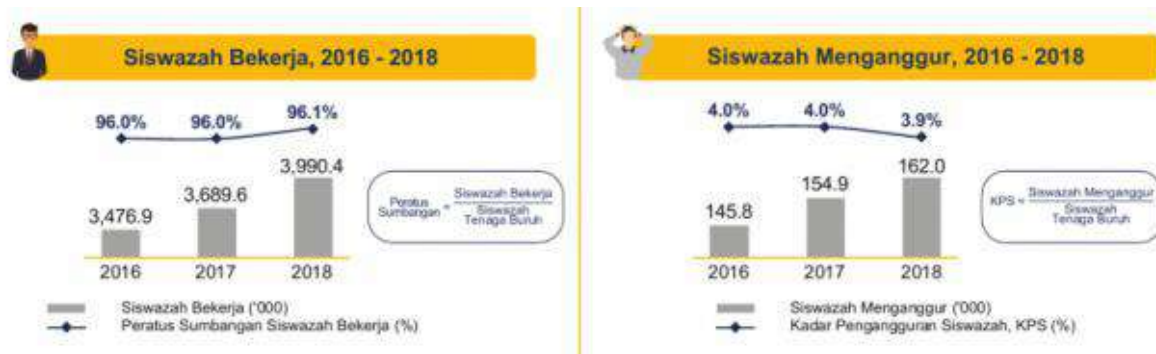 Siswazah Bekerja, 2016 - 2018
96.0% 96.0% 96.1%
3,476.9 3,689.6 3,990.4
2016 2017 2018
Peratus Sumbangan = Siswazah Bekerja
Siswazah
Tenaga Buruh
Siswazah Bekerja ('000)
Peratus Sumbangan Siswazah Bekerja (%)
Siswazah Menganggur, 2016 - 2018
4.0% 4.0% 3.9%
145.8 154.9 162.0
2016 2017 2018
KPS = Siswazah Menganggur
Siswazah
Tenaga Buruh
Siswazah Menganggur ('000)
Kadar Pengangguran Siswazah, KPS (%)